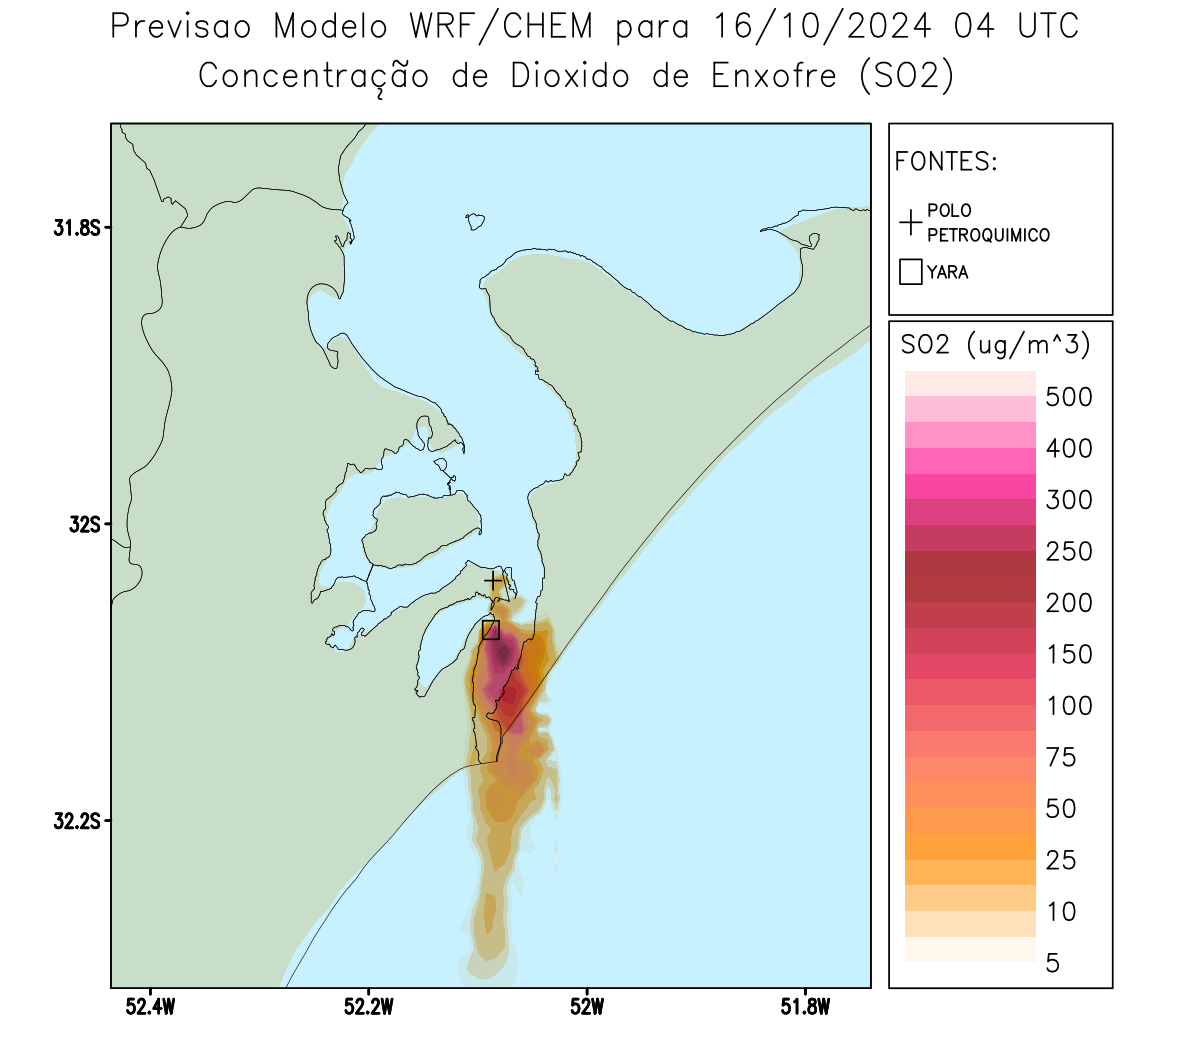 Previsao Modelo WRF/CHEM para 16/10/2024 04 UTC
Concentração de Dioxido de Enxofre (SO2)
FONTES:
POLO
PETROQUIMICO
YARA
31.8S
32S
32.2S
52.4W
52.2W
52W
51.8W
SO2 (ug/m^3)
500
400
300
250
200
150
100
75
50
25
10
5